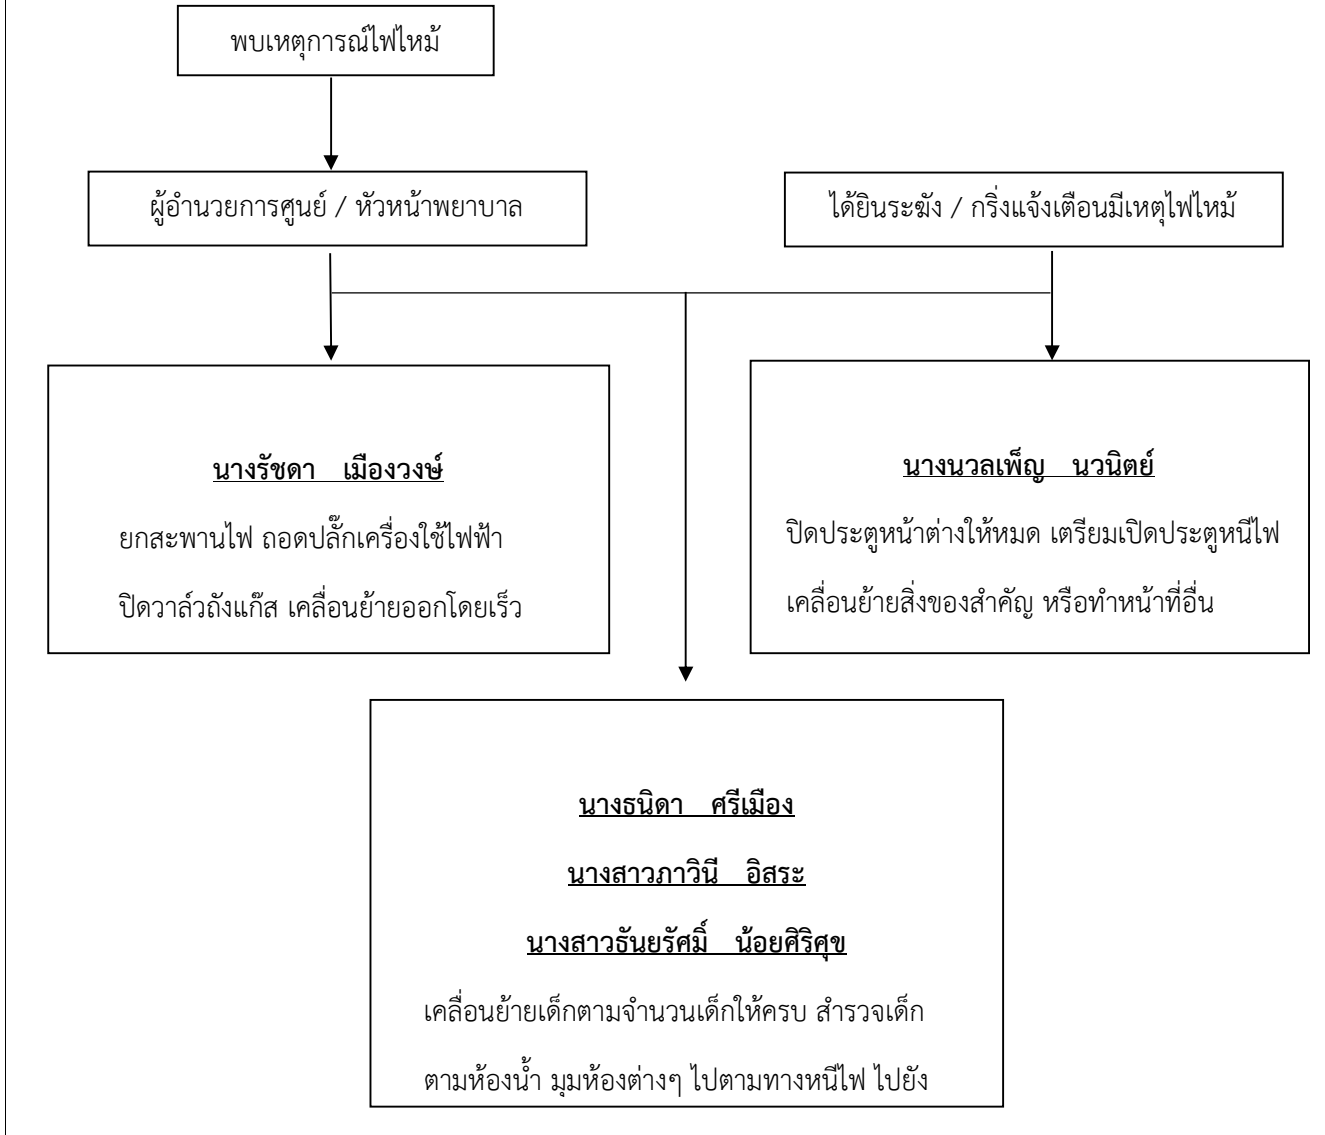 พบเหตุการณ์ไฟไหม้
ผู้อำนวยการศูนย์ / หัวหน้าพยาบาล
ได้ยินระฆัง / กริ่งแจ้งเตือนมีเหตุไฟไหม้
นางรัชดา เมืองวงษ์
ยกสะพานไฟ ถอดปลั๊กเครื่องใช้ไฟฟ้า
ปิดวาล์วถังแก๊ส เคลื่อนย้ายออกโดยเร็ว
นางนวลเพ็ญ นวนิตย์
ปิดประตูหน้าต่างให้หมด เตรียมเปิดประตูหนีไฟ
เคลื่อนย้ายสิ่งของสำคัญ หรือทำหน้าที่อื่น
นางธนิดา ศรีเมือง
นางสาวภาวินี อิสระ
นางสาวธันยรัศมิ์ น้อยศิริศุข
เคลื่อนย้ายเด็กตามจำนวนเด็กให้ครบ สำรวจเด็ก
ตามห้องน้ำ มุมห้องต่างๆ ไปตามทางหนีไฟ ไปยัง